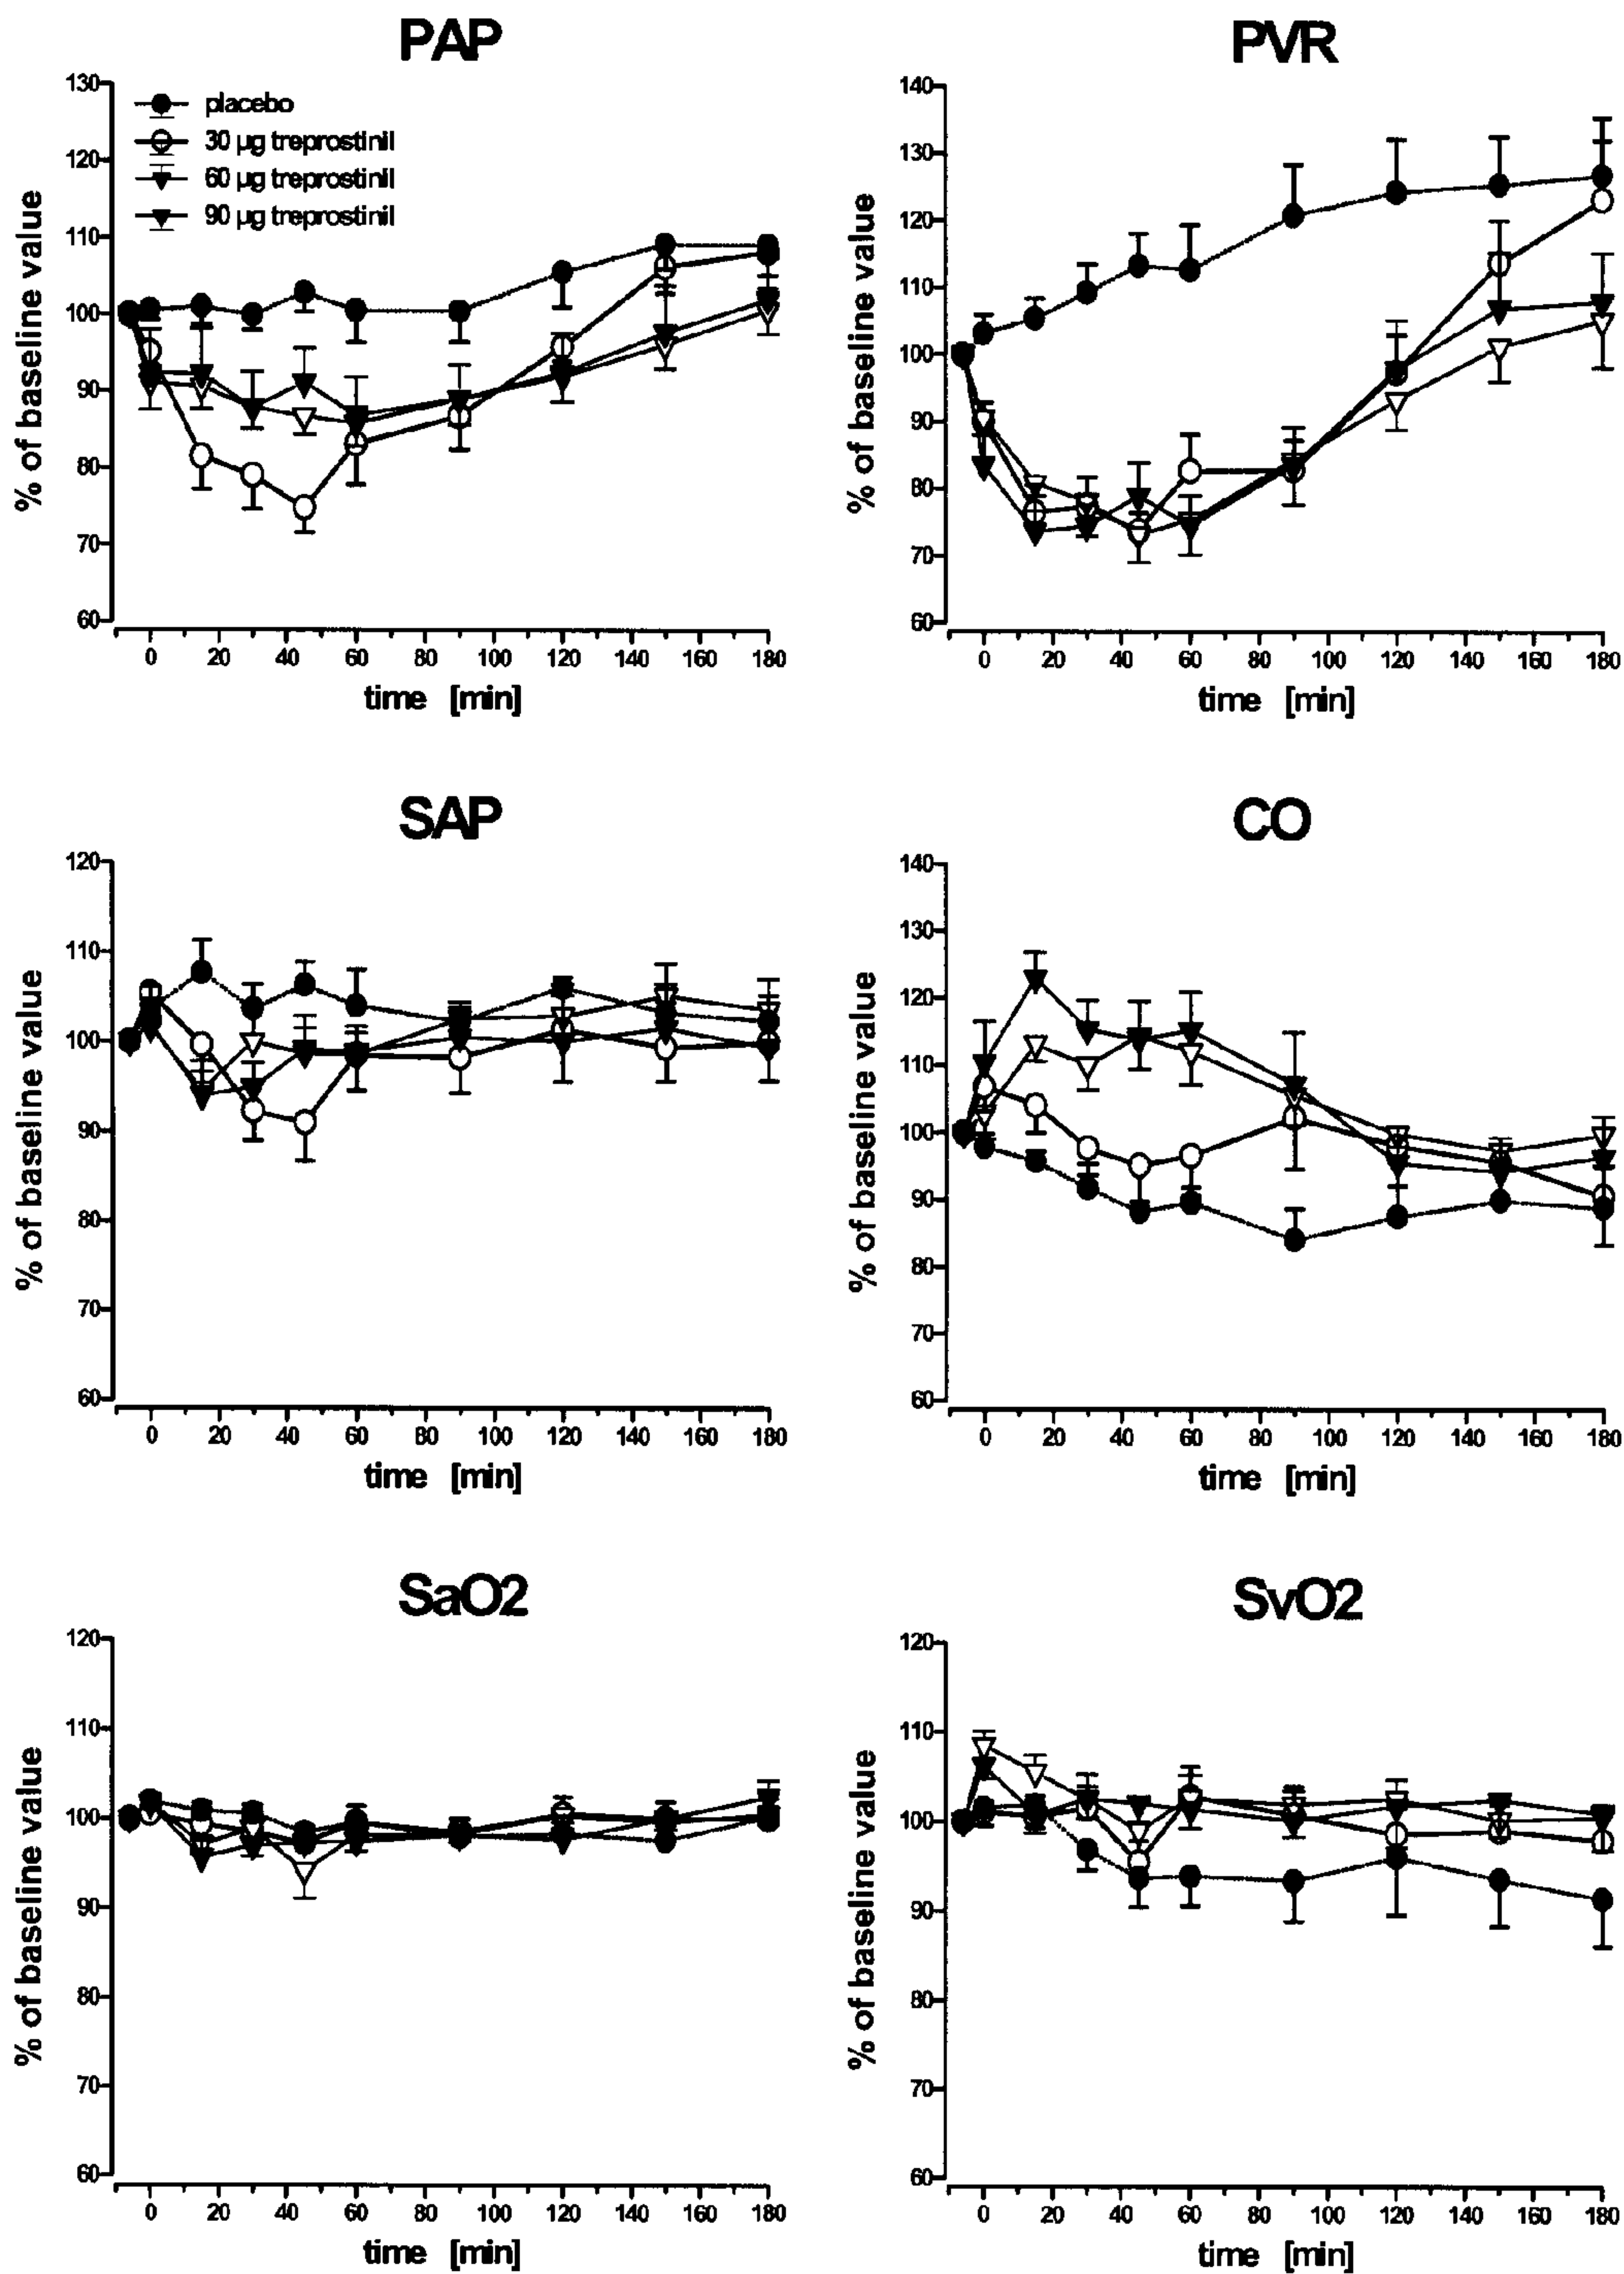 PAP
130
120
110
100
90
80
70
60
placebo
30 µg treprostinil
60 µg treprostinil
90 µg treprostinil
% of baseline value
0 20 40 60 80 100 120 140 160 180
time [min]
PVR
140
130
120
110
100
90
80
70
60
% of baseline value
0 20 40 60 80 100 120 140 160 180
time [min]
SAP
120
110
100
90
80
70
60
% of baseline value
0 20 40 60 80 100 120 140 160 180
time [min]
CO
140
130
120
110
100
90
80
70
60
% of baseline value
0 20 40 60 80 100 120 140 160 180
time [min]
SaO2
120
110
100
90
80
70
60
% of baseline value
0 20 40 60 80 100 120 140 160 180
time [min]
SvO2
120
110
100
90
80
70
60
% of baseline value
0 20 40 60 80 100 120 140 160 180
time [min]